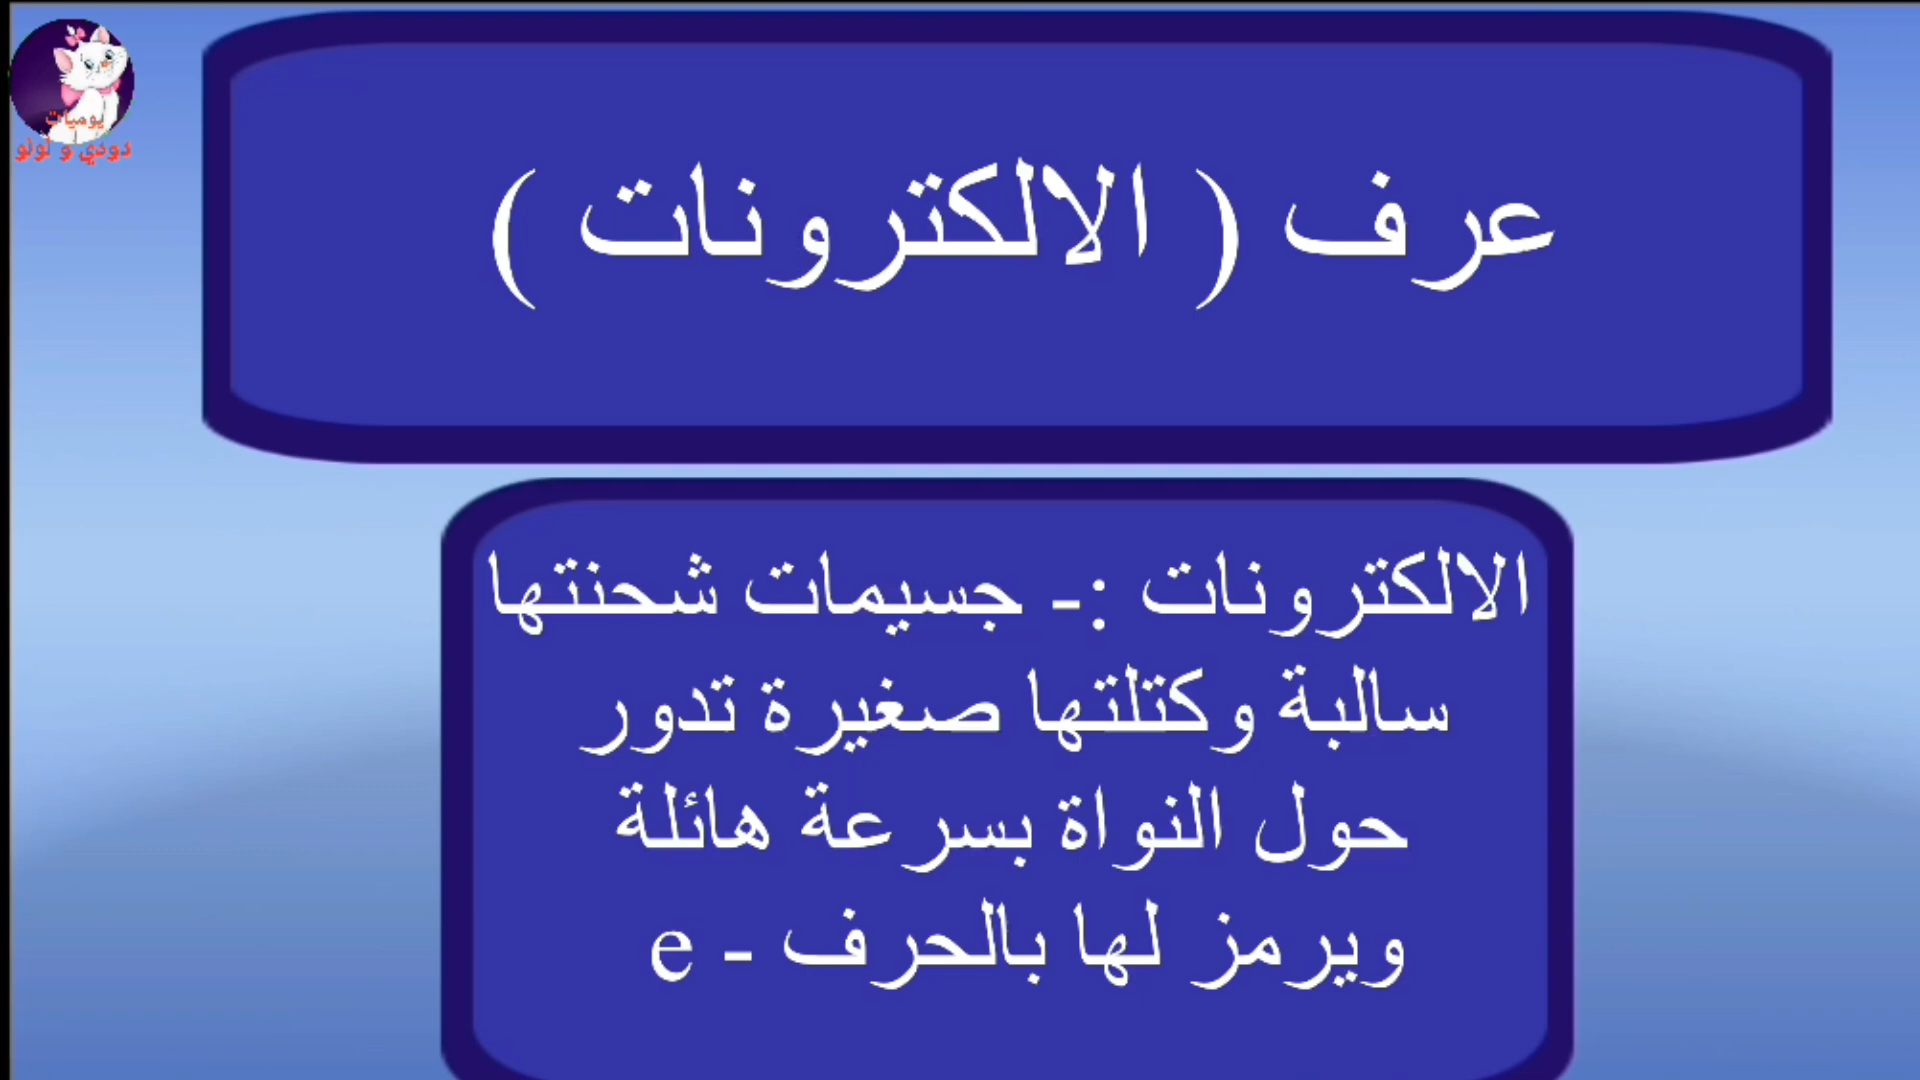 يوميات
دودي و لولو
عرف ( الالكترونات )
الالكترونات :- جسيمات شحنتها
سالبة وكتلتها صغيرة تدور
حول النواة بسرعة هائلة
ويرمز لها بالحرف - e